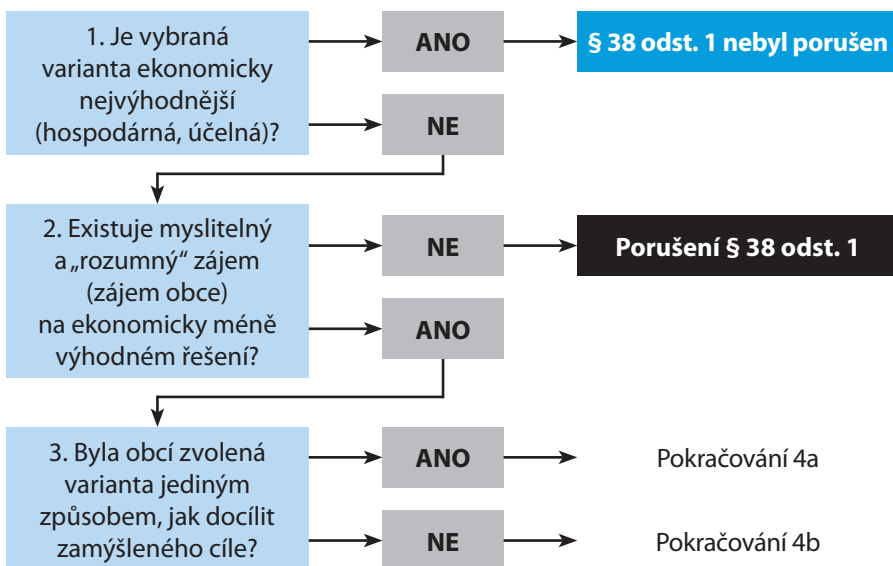 1. Je vybraná
varianta ekonomicky
nejvýhodnější
(hospodárná, účelná)?
ANO
§ 38 odst. 1 nebyl porušen
NE
2. Existuje myslitelný
a „rozumný“ zájem
(zájem obce)
na ekonomicky méně
výhodném řešení?
NE
Porušení § 38 odst. 1
ANO
3. Byla obcí zvolená
varianta jediným
způsobem, jak docílit
zamýšleného cíle?
ANO
Pokračování 4a
NE
Pokračování 4b